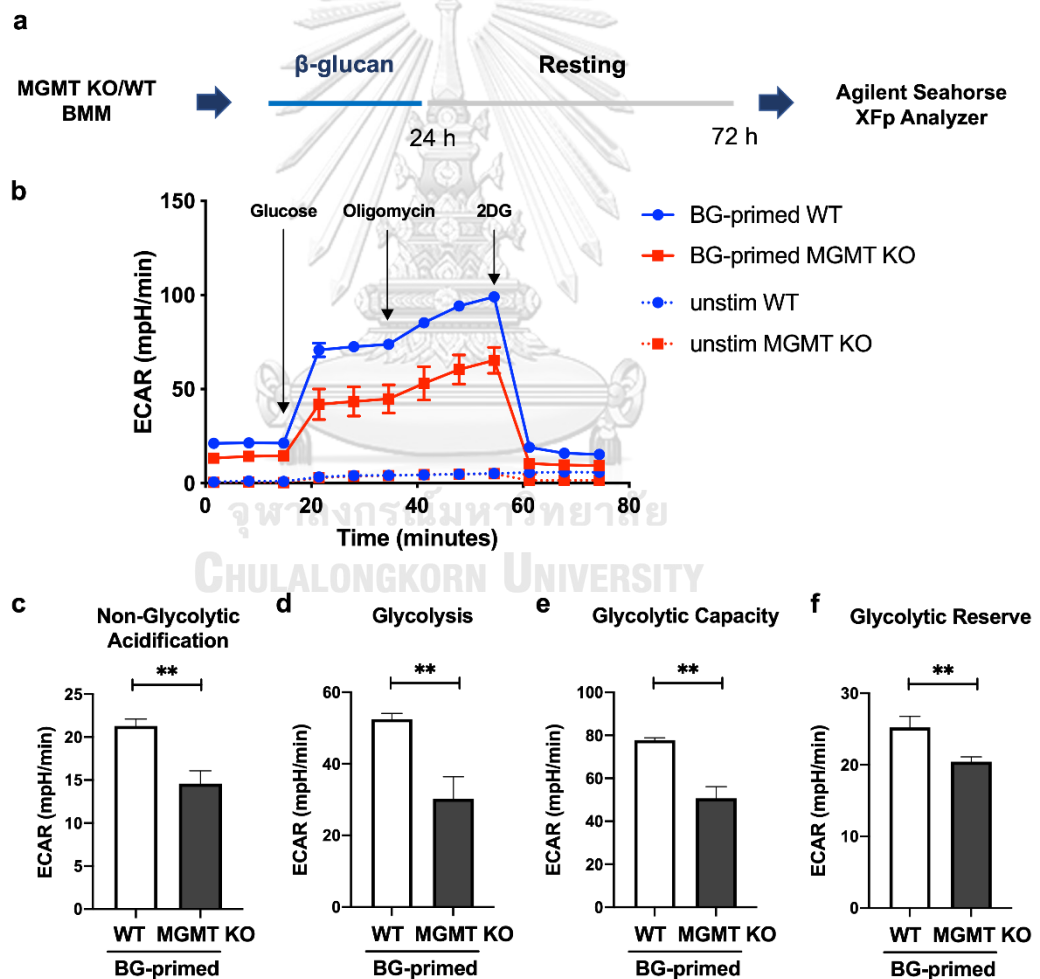 a
MGMT KO/WT
BMM
β-glucan
Resting
24 h
72 h
Agilent Seahorse
XFp Analyzer
b
ECAR (mpH/min)
150
100
50
0
0
20
40
60
80
Time (minutes)
Glucose
Oligomycin
2DG
BG-primed WT
BG-primed MGMT KO
unstim WT
unstim MGMT KO
จุฬาลงกรณ์มหาวิทยาลัย
CHULALONGKORN UNIVERSITY
c
Non-Glycolytic
Acidification
**
ECAR (mpH/min)
25
20
15
10
5
0
WT MGMT KO
BG-primed
d
Glycolysis
**
ECAR (mpH/min)
60
40
20
0
WT MGMT KO
BG-primed
e
Glycolytic Capacity
**
ECAR (mpH/min)
100
80
60
40
20
0
WT MGMT KO
BG-primed
f
Glycolytic Reserve
**
ECAR (mpH/min)
30
20
10
0
WT MGMT KO
BG-primed